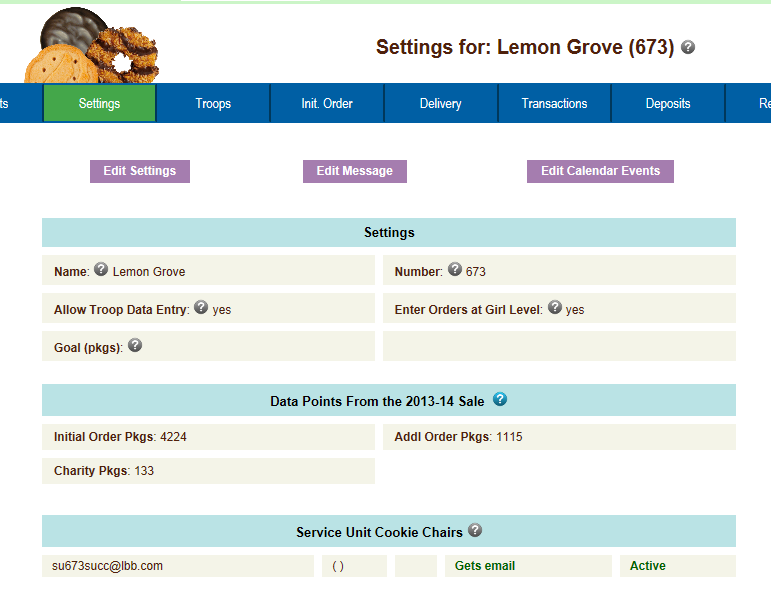 Settings for: Lemon Grove (673) ?
ts Settings Troops Init. Order Delivery Transactions Deposits Re
Edit Settings Edit Message Edit Calendar Events
Settings
Name: ? Lemon Grove Number: ? 673
Allow Troop Data Entry: ? yes Enter Orders at Girl Level: ? yes
Goal (pkgs): ?
Data Points From the 2013-14 Sale ?
Initial Order Pkgs: 4224 Addl Order Pkgs: 1115
Charity Pkgs: 133
Service Unit Cookie Chairs ?
su673succ@lbb.com ( ) Gets email Active